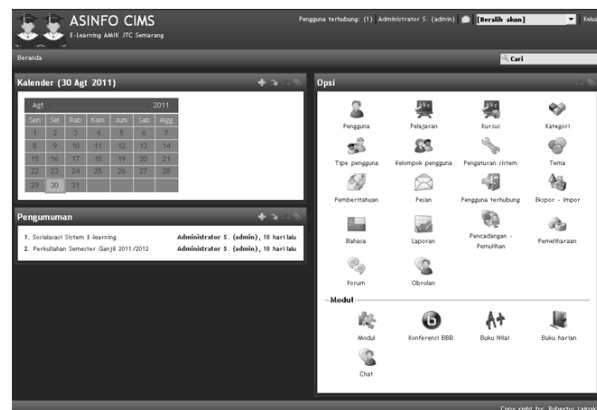 ASINFO CIMS
E-Learning AMIK JTC Semarang
Pengguna terhubung: (1) Administrator S. (admin) [Beralih akun] Kelua
Beranda
Cari
Kalender (30 Agt 2011)
Agt 2011
Sen Sel Rab Kam Jum Sab Mgg
1 2 3 4 5 6 7
8 9 10 11 12 13 14
15 16 17 18 19 20 21
22 23 24 25 26 27 28
29 30 31
Pengumuman
1. Sosialasasi Sistem E-learning Administrator S. (admin), 18 hari lalu
2. Perkuliahan Semester Ganjil 2011/2012 Administrator S. (admin), 18 hari lalu
Opsi
Pengguna Pelajaran Kursus Kategori
Tipe pengguna Kelompok pengguna Pengaturan sistem Tema
Pemberitahuan Pesan Pengguna terhubung Ekspor - Impor
Bahasa Laporan Pencadangan - Pemulihan Pemeliharaan
Forum Obrolan
Modul
Modul Konferensi BBB Buku Nilai Buku harian
Chat
Copy right by: Robertus Laipaka